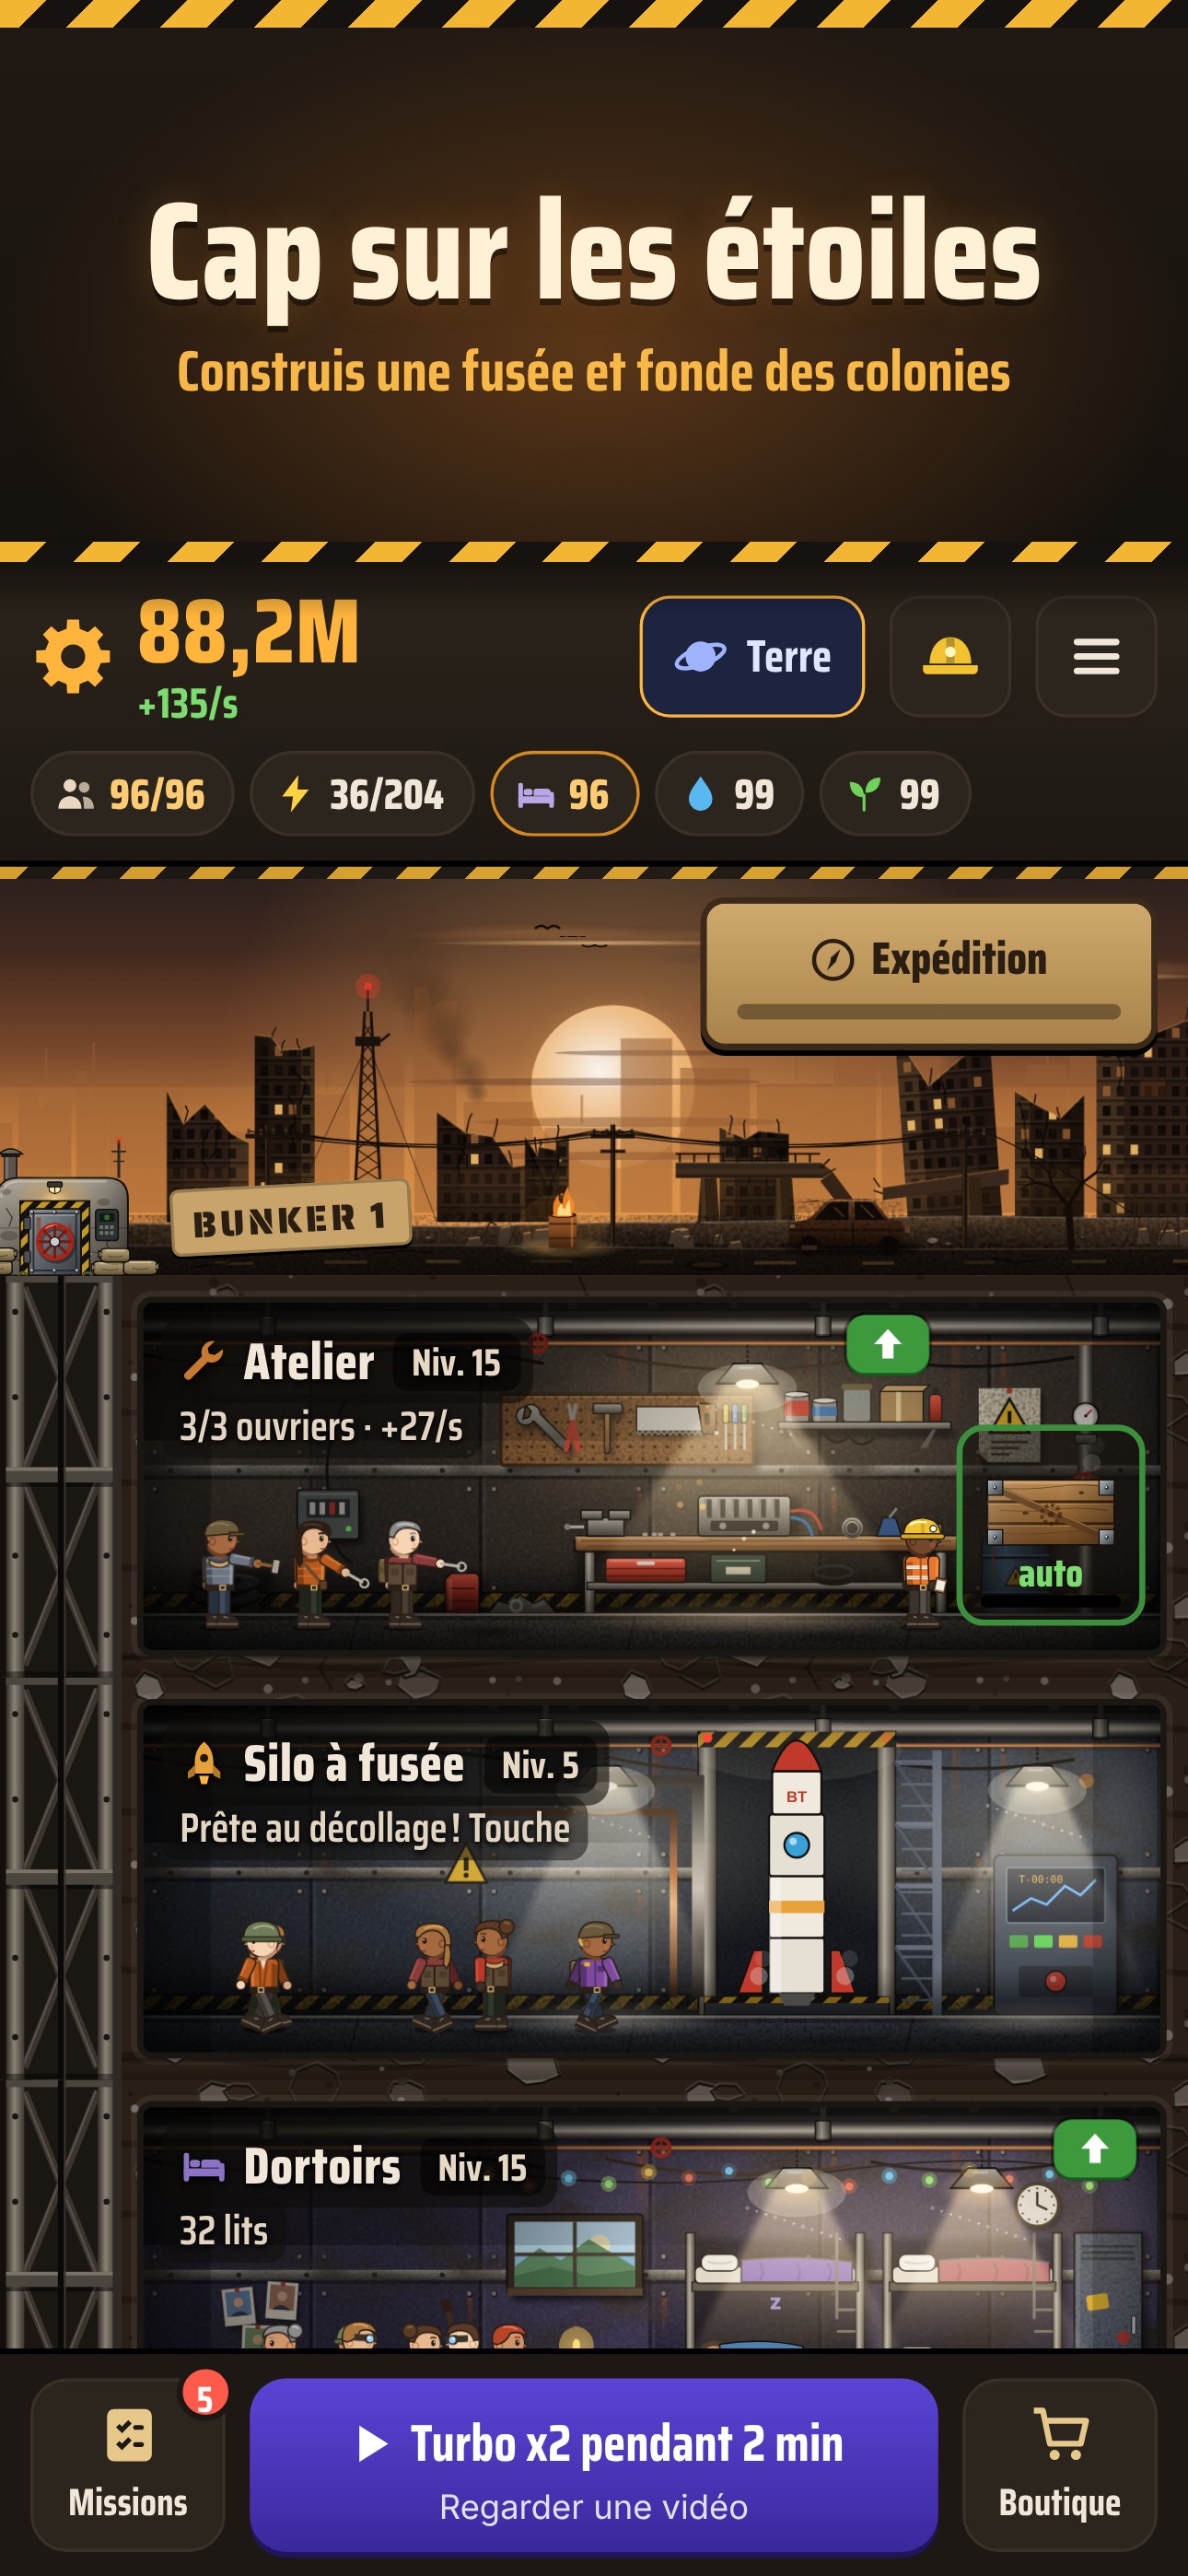 Cap sur les étoiles
Construis une fusée et fonde des colonies
88,2M
+135/s
Terre
96/96
36/204
96
99
99
Expédition
BUNKER 1
Atelier
Niv. 15
3/3 ouvriers · +27/s
auto
Silo à fusée
Niv. 5
Prête au décollage ! Touche
BT
T-00:00
Dortoirs
Niv. 15
32 lits
z
5
Missions
Turbo x2 pendant 2 min
Regarder une vidéo
Boutique